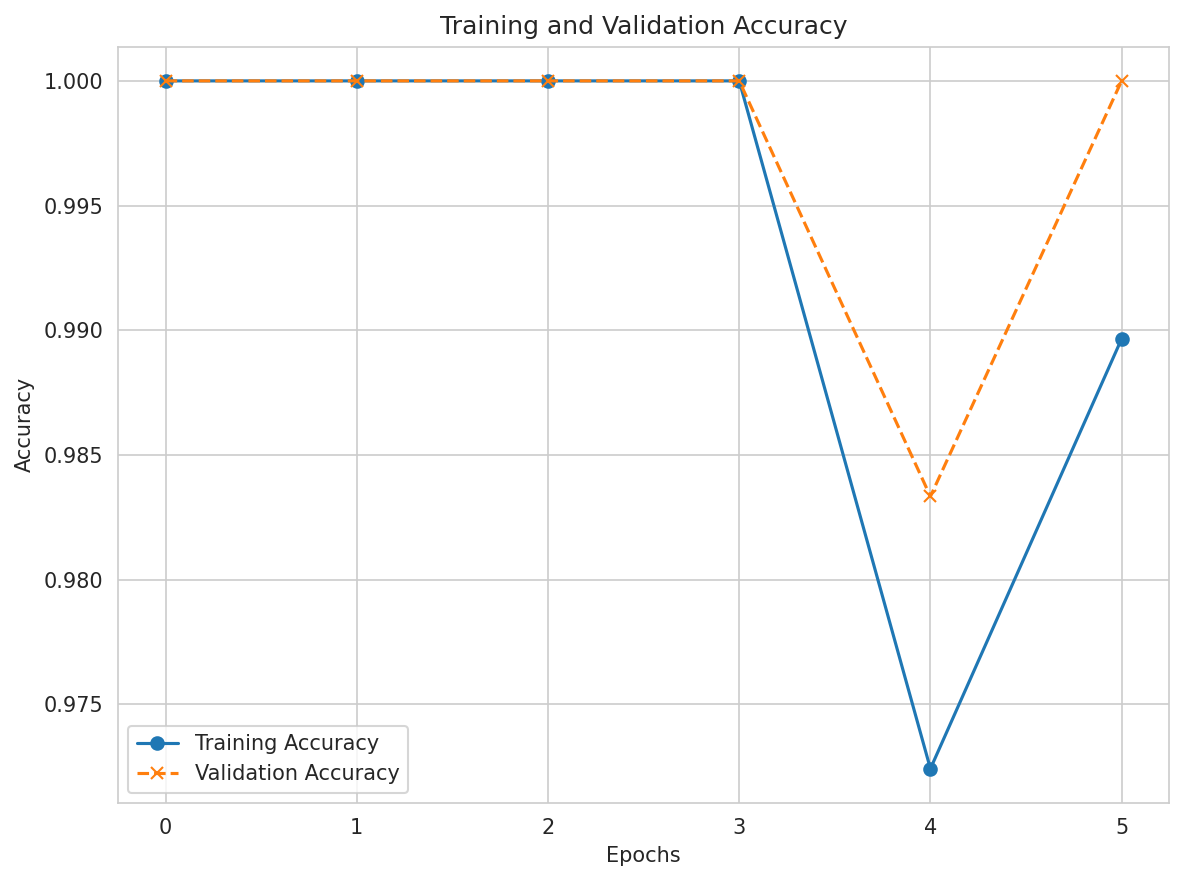 Training and Validation Accuracy
1.000
0.995
0.990
0.985
0.980
0.975
Accuracy
Training Accuracy
Validation Accuracy
0 1 2 3 4 5
Epochs